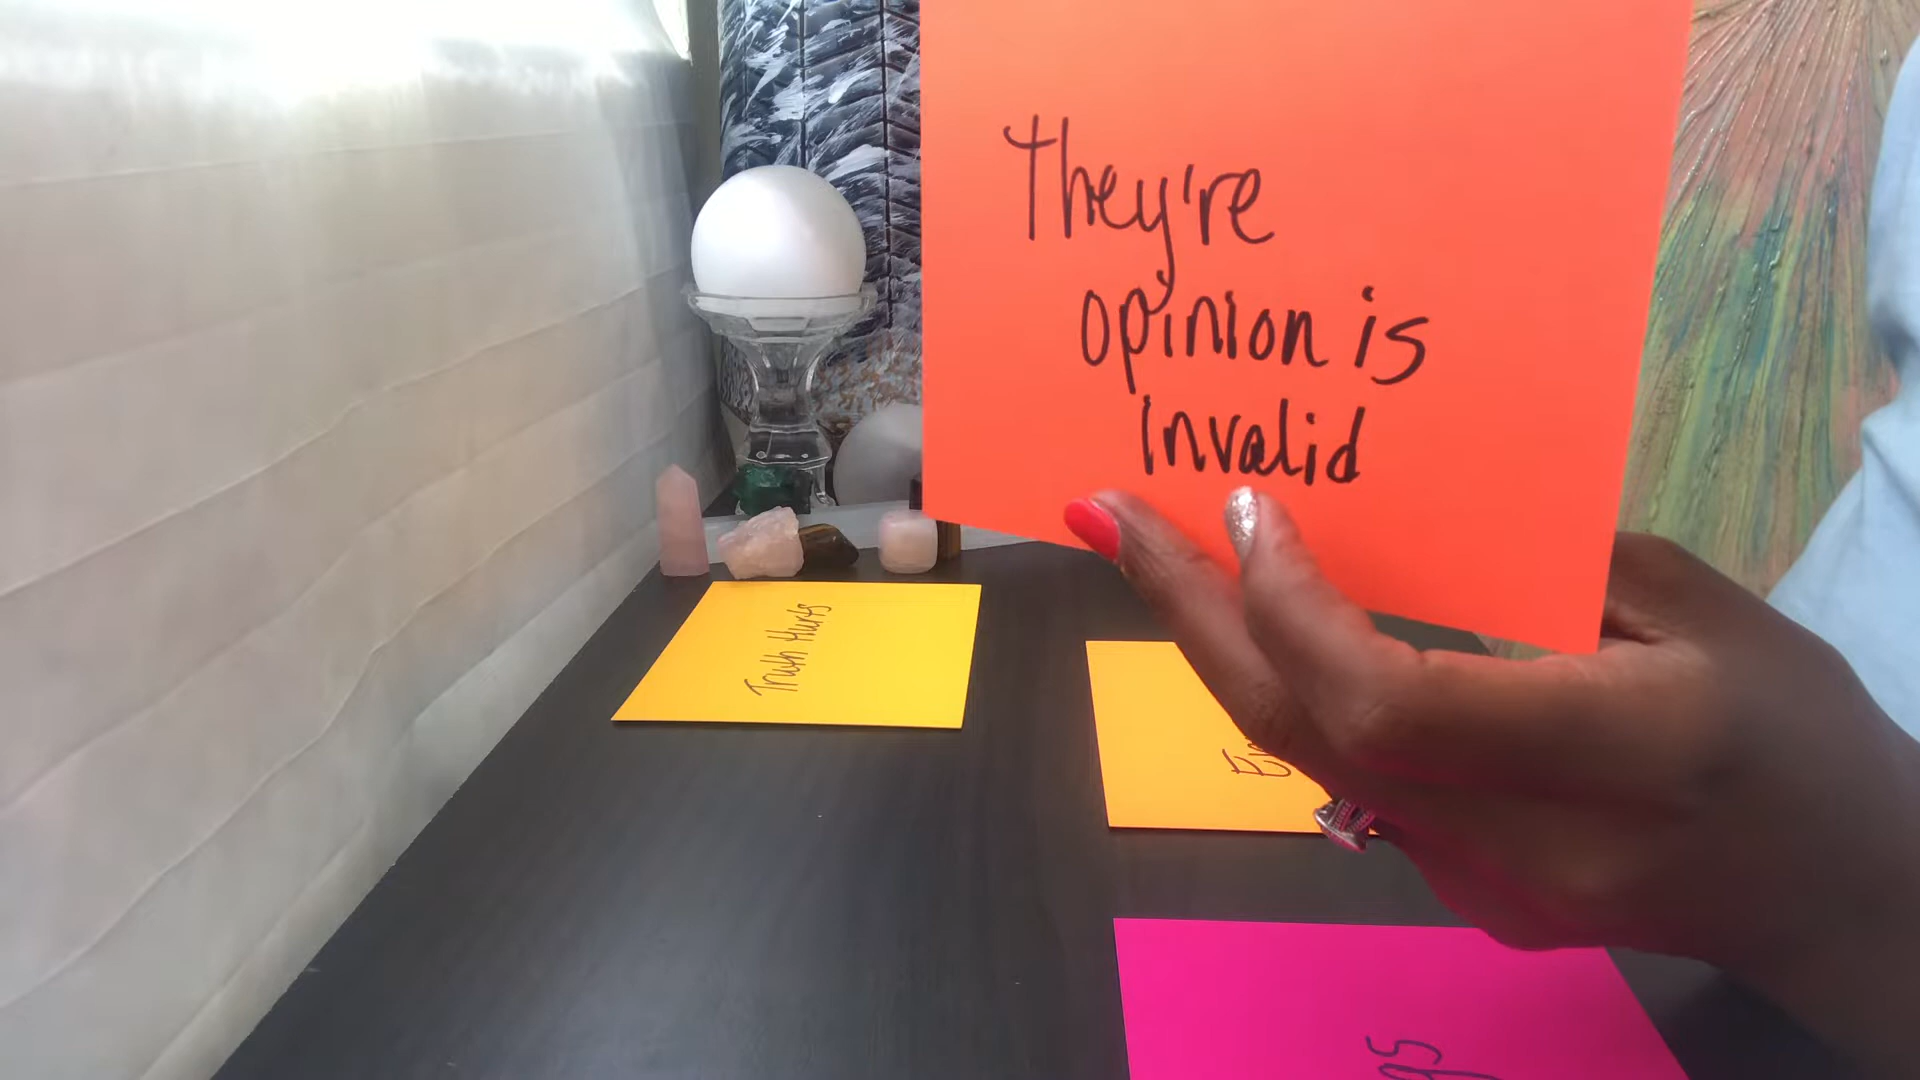 They're
opinion is
Invalid
Truth Hurts